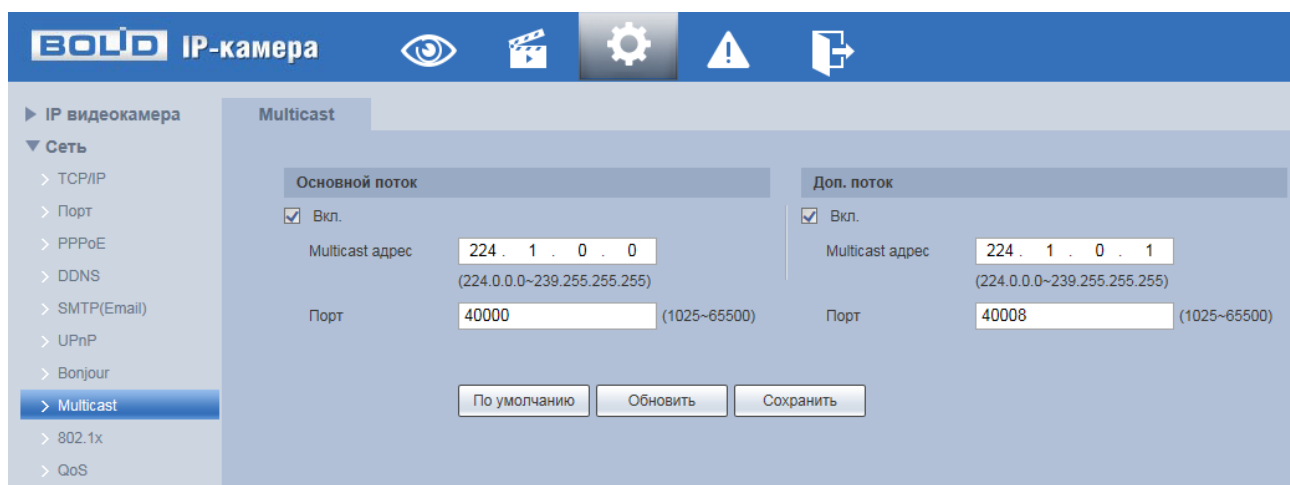 BOLID IP-камера
IP видеокамера
Сеть
TCP/IP
Порт
PPPoE
DDNS
SMTP(Email)
UPnP
Bonjour
Multicast
802.1x
QoS
Multicast
Основной поток
Вкл.
Multicast адрес 224 . 1 . 0 . 0
(224.0.0.0~239.255.255.255)
Порт 40000 (1025~65500)
Доп. поток
Вкл.
Multicast адрес 224 . 1 . 0 . 1
(224.0.0.0~239.255.255.255)
Порт 40008 (1025~65500)
По умолчанию Обновить Сохранить